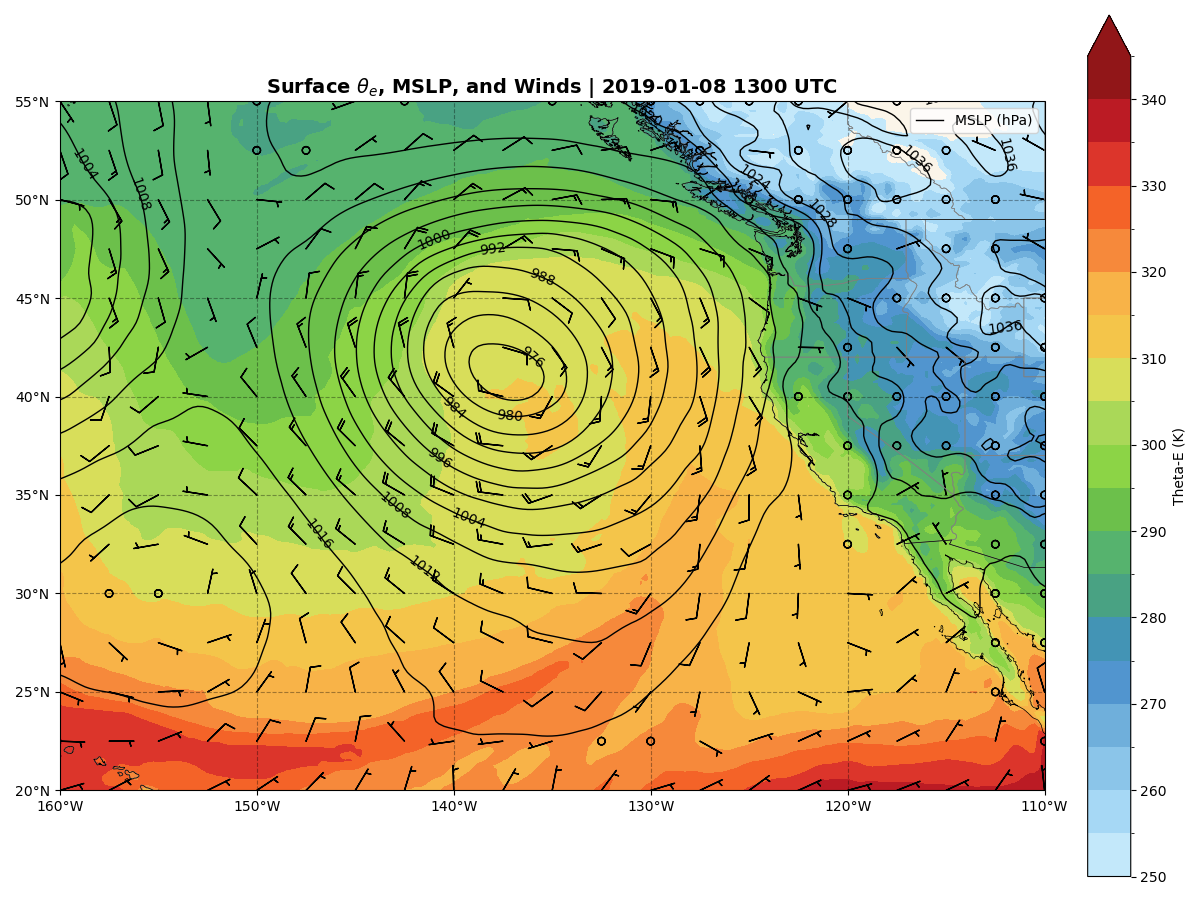 Surface θe, MSLP, and Winds | 2019-01-08 1300 UTC
55°N
50°N
45°N
40°N
35°N
30°N
25°N
20°N
160°W
150°W
140°W
130°W
120°W
110°W
MSLP (hPa)
1004
1008
1000
992
988
976
984
980
996
1008
1004
1016
1012
1020
1024
1028
1036
1036
1036
340
330
320
310
300
290
280
270
260
250
Theta-E (K)